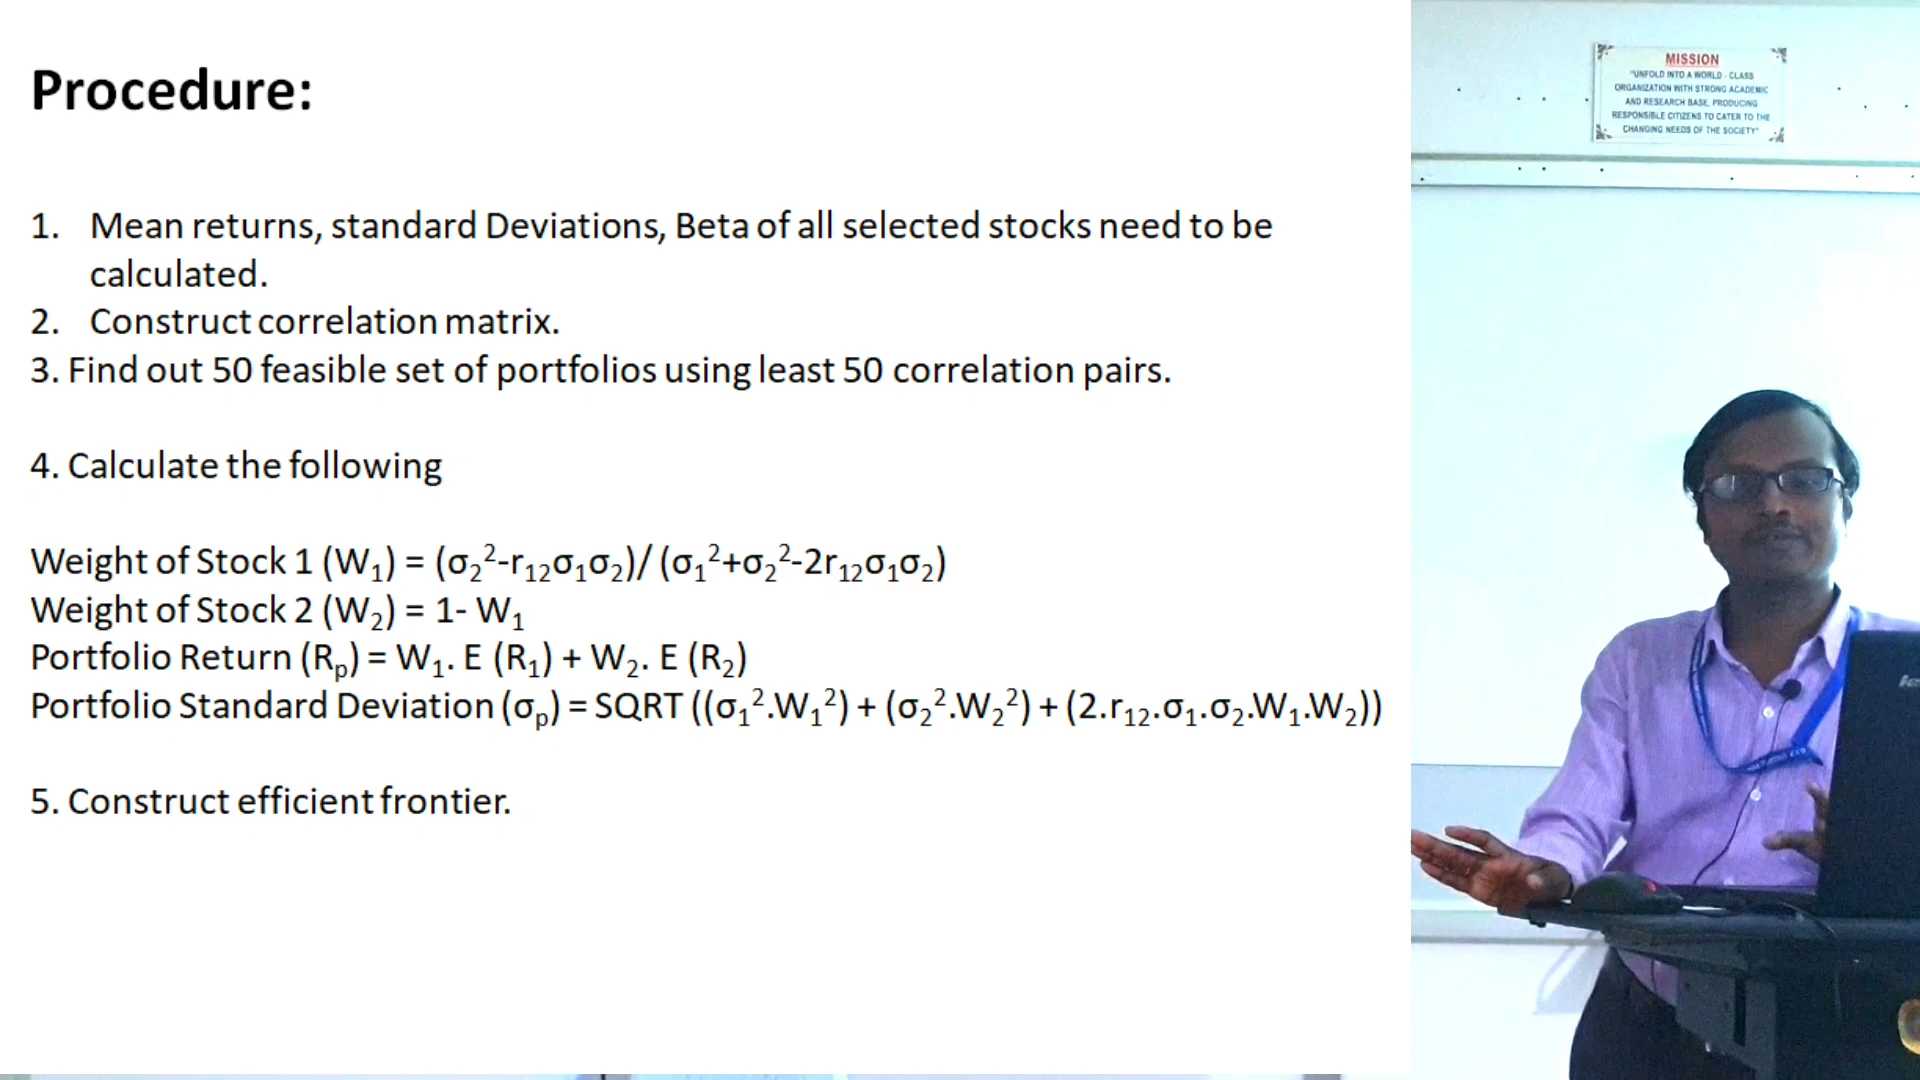 Procedure:
1. Mean returns, standard Deviations, Beta of all selected stocks need to be
calculated.
2. Construct correlation matrix.
3. Find out 50 feasible set of portfolios using least 50 correlation pairs.
4. Calculate the following
Weight of Stock 1 (W₁) = (σ₂²-r₁₂σ₁σ₂)/ (σ₁²+σ₂²-2r₁₂σ₁σ₂)
Weight of Stock 2 (W₂) = 1- W₁
Portfolio Return (Rₚ) = W₁. E (R₁) + W₂. E (R₂)
Portfolio Standard Deviation (σₚ) = SQRT ((σ₁².W₁²) + (σ₂².W₂²) + (2.r₁₂.σ₁.σ₂.W₁.W₂))
5. Construct efficient frontier.
MISSION
"UNFOLD INTO A WORLD - CLASS
ORGANIZATION WITH STRONG ACADEMIC
AND RESEARCH BASE, PRODUCING
RESPONSIBLE CITIZENS TO CATER TO THE
CHANGING NEEDS OF THE SOCIETY"